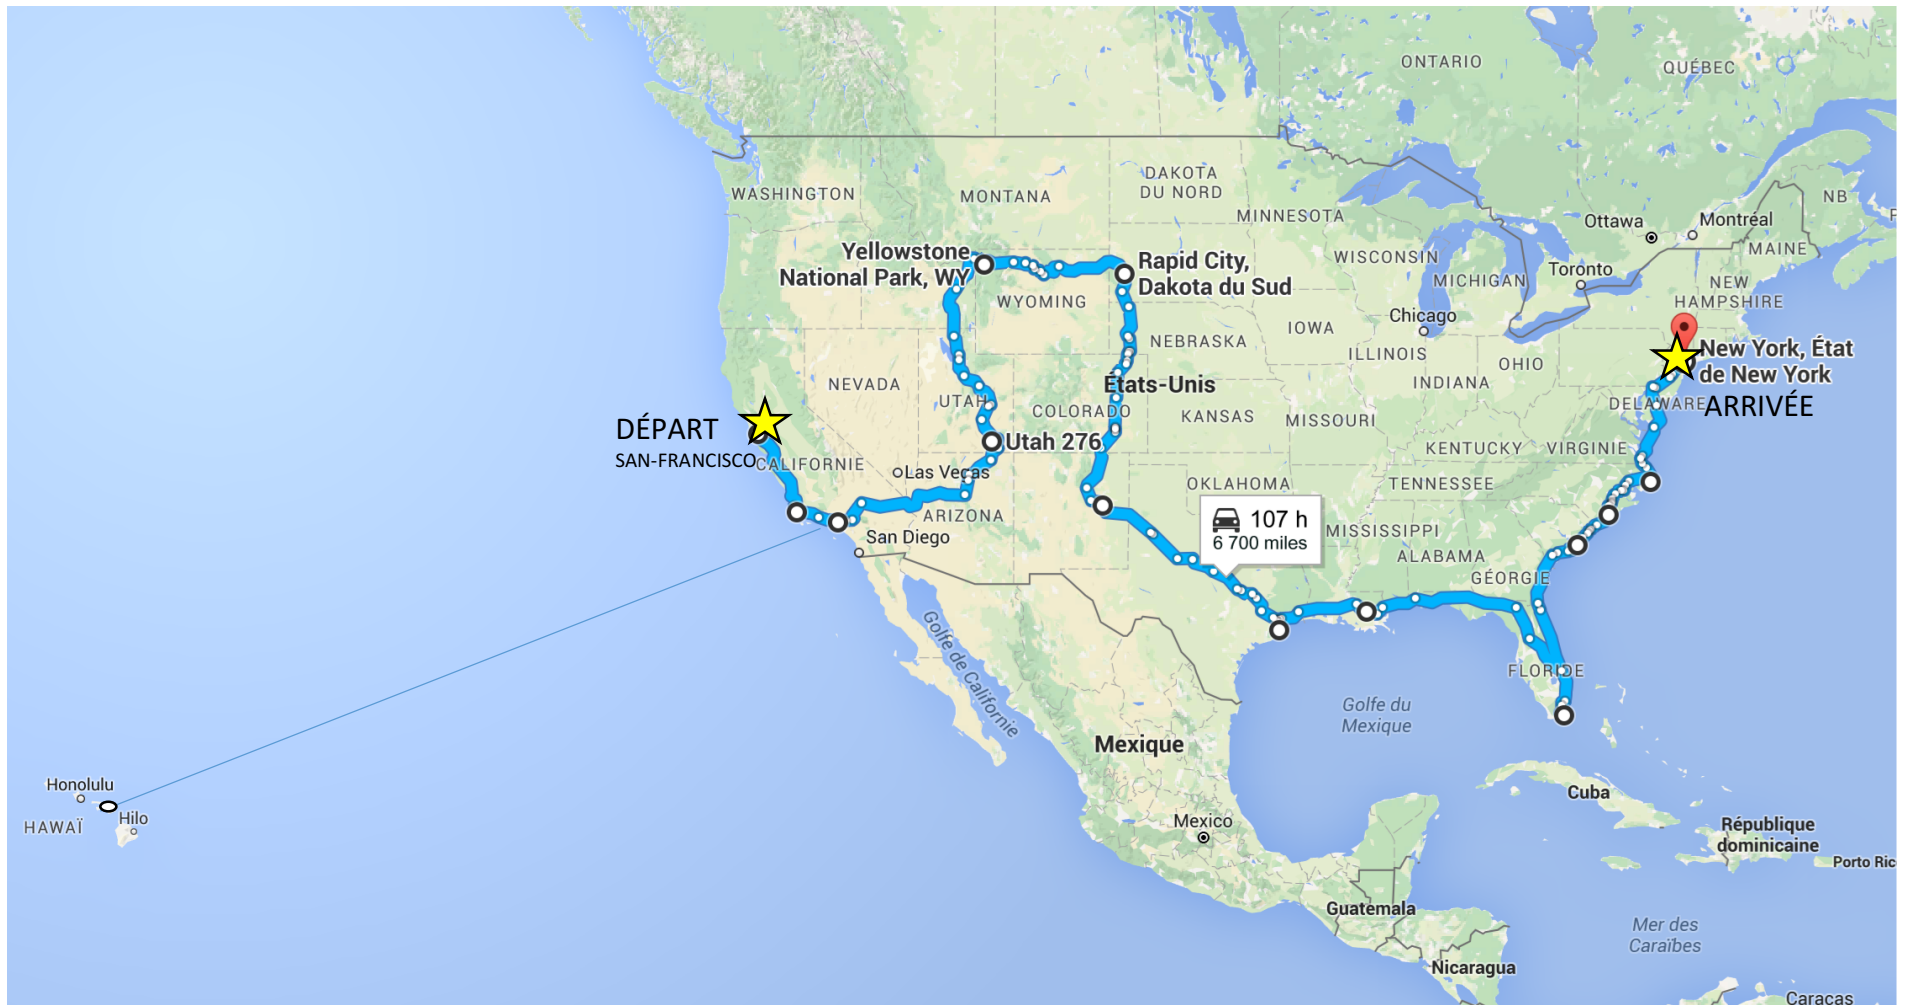 ONTARIO
QUÉBEC
WASHINGTON
MONTANA
DAKOTA
DU NORD
MINNESOTA
Ottawa
Montréal
NB
MAINE
Yellowstone
National Park, WY
Rapid City,
Dakota du Sud
WISCONSIN
MICHIGAN
Toronto
NEW
HAMPSHIRE
WYOMING
Chicago
IOWA
NEBRASKA
ILLINOIS
OHIO
INDIANA
New York, État
de New York
ARRIVÉE
NEVADA
UTAH
États-Unis
COLORADO
KANSAS
MISSOURI
DELAWARE
DÉPART
SAN-FRANCISCO
CALIFORNIE
Utah 276
KENTUCKY
VIRGINIE
Las Vegas
OKLAHOMA
TENNESSEE
ARIZONA
107 h
6 700 miles
MISSISSIPPI
ALABAMA
San Diego
GÉORGIE
Golfe de Californie
FLORIDE
Golfe du
Mexique
Mexique
Honolulu
HAWAÏ
Hilo
Cuba
Mexico
République
dominicaine
Porto Ric
Guatemala
Mer des
Caraïbes
Nicaragua
Caracas